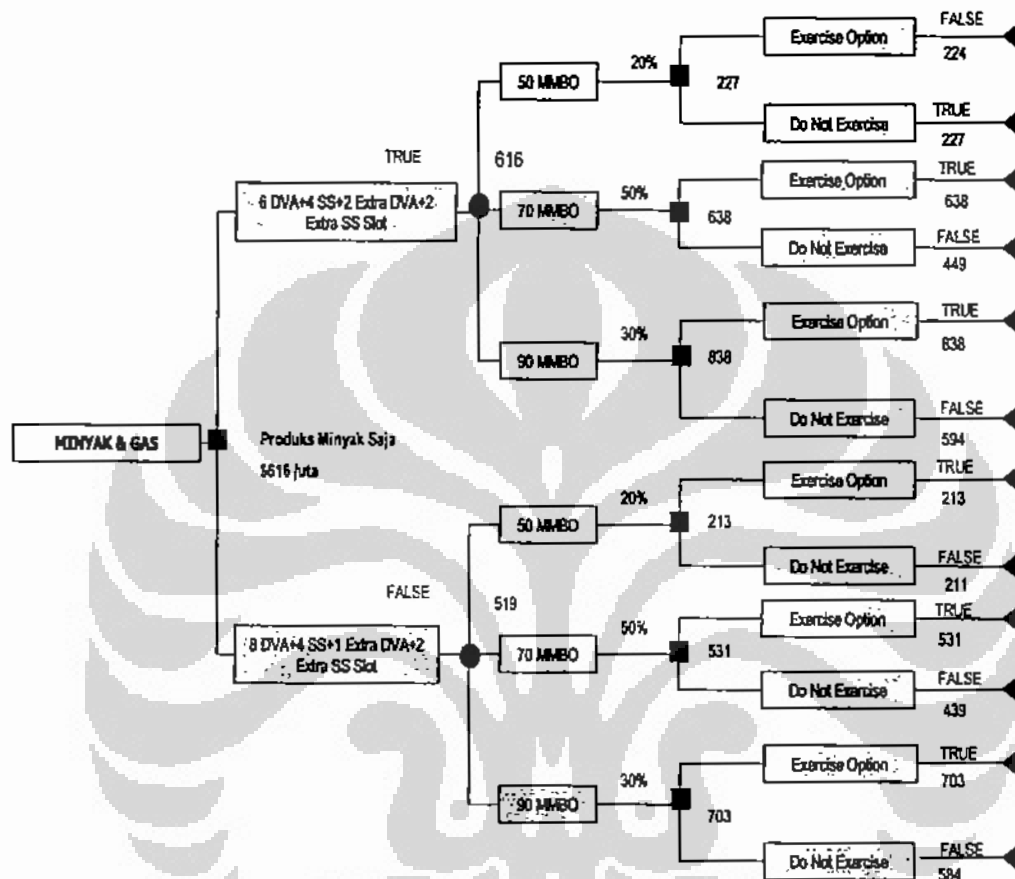 MINYAK & GAS
Produks Minyak Saja
$616 /uta
TRUE
6 DVA+4 SS+2 Extra DVA+2
Extra SS Slot
616
50 MMBO
20%
227
Exercise Option
FALSE
224
Do Not Exercise
TRUE
227
70 MMBO
50%
638
Exercise Option
TRUE
638
Do Not Exercise
FALSE
449
90 MMBO
30%
838
Exercise Option
TRUE
838
Do Not Exercise
FALSE
594
FALSE
8 DVA+4 SS+1 Extra DVA+2
Extra SS Slot
519
50 MMBO
20%
213
Exercise Option
TRUE
213
Do Not Exercise
FALSE
211
70 MMBO
50%
531
Exercise Option
TRUE
531
Do Not Exercise
FALSE
439
90 MMBO
30%
703
Exercise Option
TRUE
703
Do Not Exercise
FALSE
584